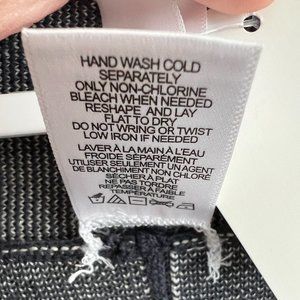 HAND WASH COLD
SEPARATELY
ONLY NON-CHLORINE
BLEACH WHEN NEEDED
RESHAPE AND LAY
FLAT TO DRY
DO NOT WRING OR TWIST
LOW IRON IF NEEDED
LAVER À LA MAIN À L'EAU
FROIDE SÉPARÉMENT
UTILISER SEULEMENT UN AGENT
DE BLANCHIMENT NON CHLORÉ
SÉCHER À PLAT
NE PAS TORDRE
REPASSER À FAIBLE
TEMPÉRATURE